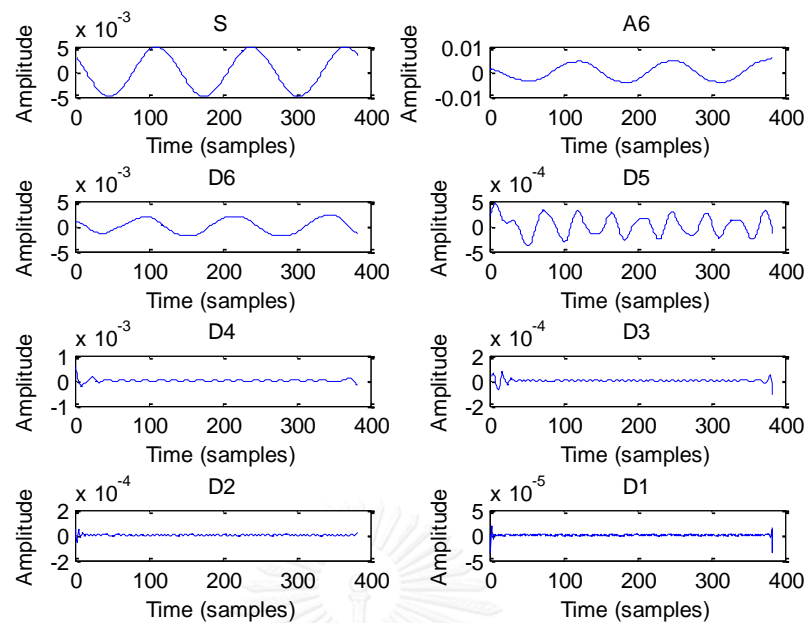 S
x 10^-3
5
0
-5
Amplitude
0 100 200 300 400
Time (samples)
A6
0.01
0
-0.01
Amplitude
0 100 200 300 400
Time (samples)
D6
x 10^-3
5
0
-5
Amplitude
0 100 200 300 400
Time (samples)
D5
x 10^-4
5
0
-5
Amplitude
0 100 200 300 400
Time (samples)
D4
x 10^-3
1
0
-1
Amplitude
0 100 200 300 400
Time (samples)
D3
x 10^-4
2
0
-2
Amplitude
0 100 200 300 400
Time (samples)
D2
x 10^-4
2
0
-2
Amplitude
0 100 200 300 400
Time (samples)
D1
x 10^-5
5
0
-5
Amplitude
0 100 200 300 400
Time (samples)